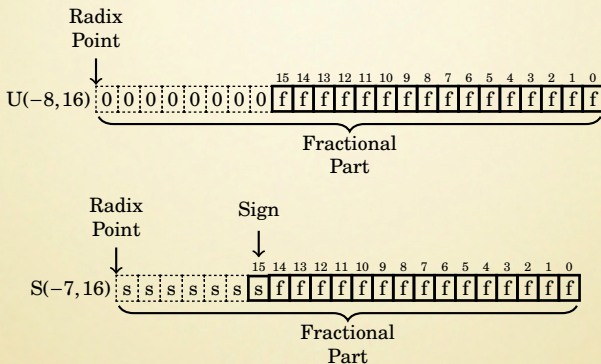 Radix
Point
15 14 13 12 11 10 9 8 7 6 5 4 3 2 1 0
U(−8,16) 0 0 0 0 0 0 0 0 f f f f f f f f f f f f f f f f
Fractional
Part
Radix
Point
Sign
15 14 13 12 11 10 9 8 7 6 5 4 3 2 1 0
S(−7,16) s s s s s s s f f f f f f f f f f f f f f f
Fractional
Part